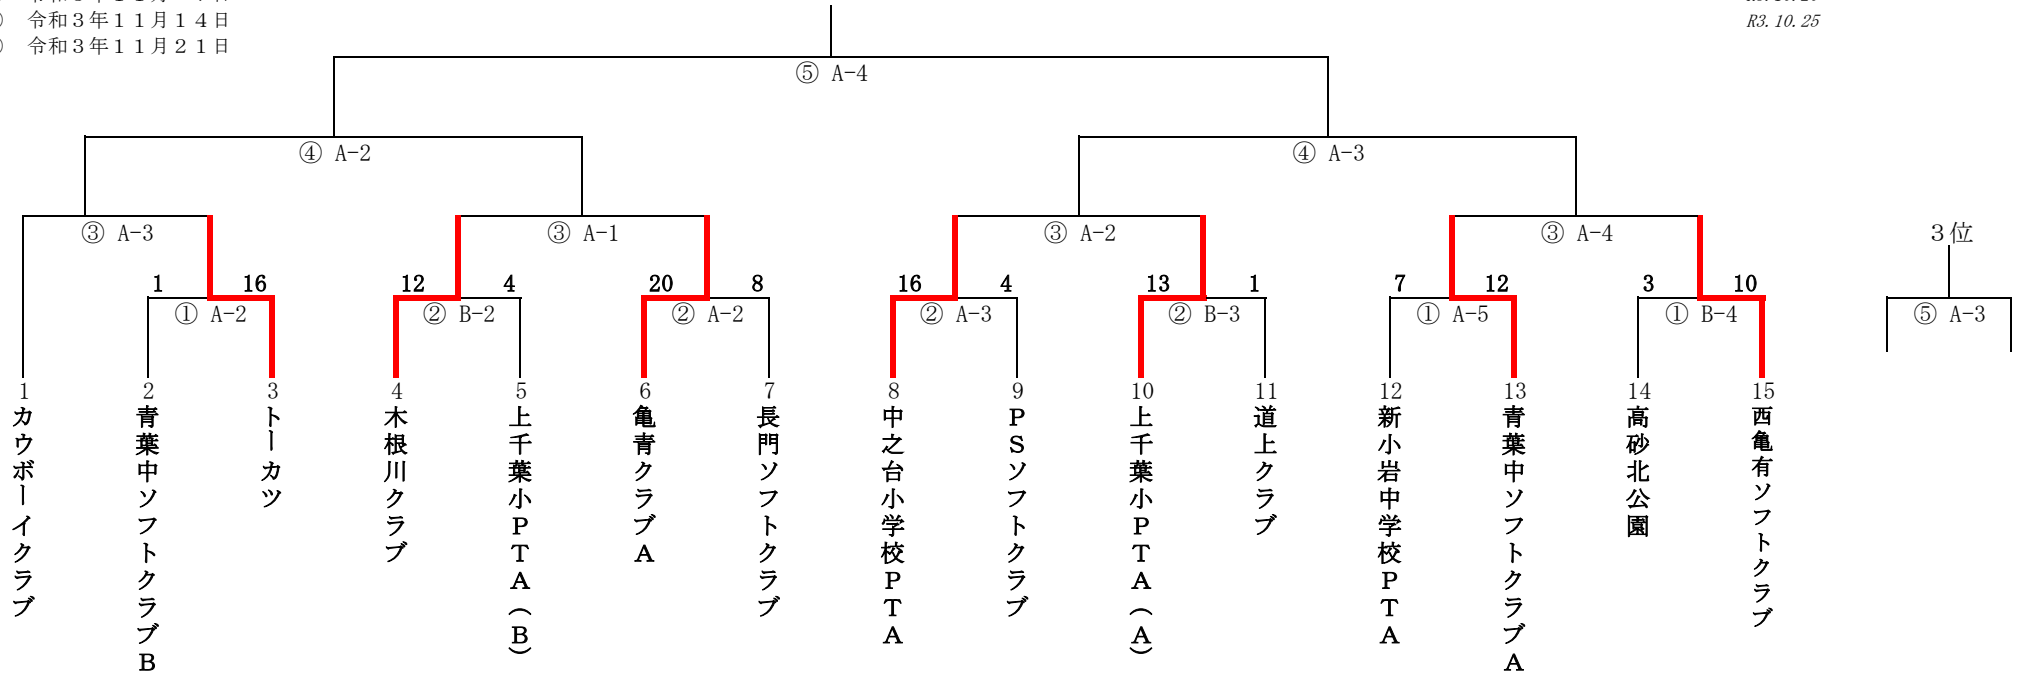 令和３年１１月１４日
R3.10.25
令和３年１１月２１日
⑤ A-4
④ A-2
④ A-3
③ A-3
③ A-1
③ A-2
③ A-4
３位
1 16
12 4
20 8
16 4
13 1
7 12
3 10
① A-2
② B-2
② A-2
② A-3
② B-3
① A-5
① B-4
⑤ A-3
1
カウボーイクラブ
2
青葉中ソフトクラブＢ
3
トーカツ
4
木根川クラブ
5
上千葉小ＰＴＡ（Ｂ）
6
亀青クラブＡ
7
長門ソフトクラブ
8
中之台小学校ＰＴＡ
9
ＰＳソフトクラブ
10
上千葉小ＰＴＡ（Ａ）
11
道上クラブ
12
新小岩中学校ＰＴＡ
13
青葉中ソフトクラブＡ
14
高砂北公園
15
西亀有ソフトクラブ